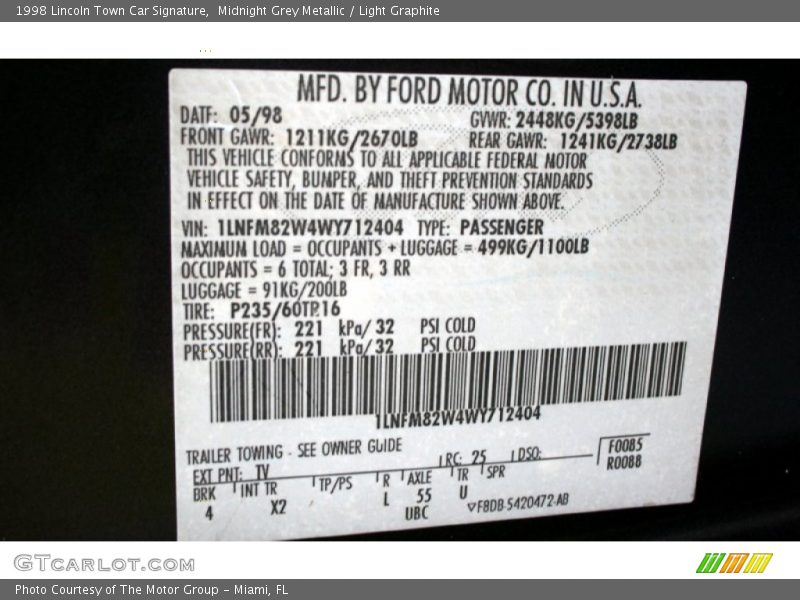 1998 Lincoln Town Car Signature, Midnight Grey Metallic / Light Graphite
MFD. BY FORD MOTOR CO. IN U.S.A.
DATE: 05/98 GVWR: 2448KG/5398LB
FRONT GAWR: 1211KG/2670LB REAR GAWR: 1241KG/2738LB
THIS VEHICLE CONFORMS TO ALL APPLICABLE FEDERAL MOTOR
VEHICLE SAFETY, BUMPER, AND THEFT PREVENTION STANDARDS
IN EFFECT ON THE DATE OF MANUFACTURE SHOWN ABOVE.
VIN: 1LNFM82W4WY712404 TYPE: PASSENGER
MAXIMUM LOAD = OCCUPANTS + LUGGAGE = 499KG/1100LB
OCCUPANTS = 6 TOTAL; 3 FR, 3 RR
LUGGAGE = 91KG/200LB
TIRE: P235/60TR16
PRESSURE(FR): 221 kPa/ 32 PSI COLD
PRESSURE(RR): 221 kPa/ 32 PSI COLD
1LNFM82W4WY712404
TRAILER TOWING - SEE OWNER GUIDE
EXT PNT: TV RC: 25 DSO: F0085
R0088
BRK INT TR TP/PS R AXLE TR SPR
4 X2 L 55 U
UBC ▽F8DB-5420472-AB
GTCARLOT.COM
Photo Courtesy of The Motor Group - Miami, FL